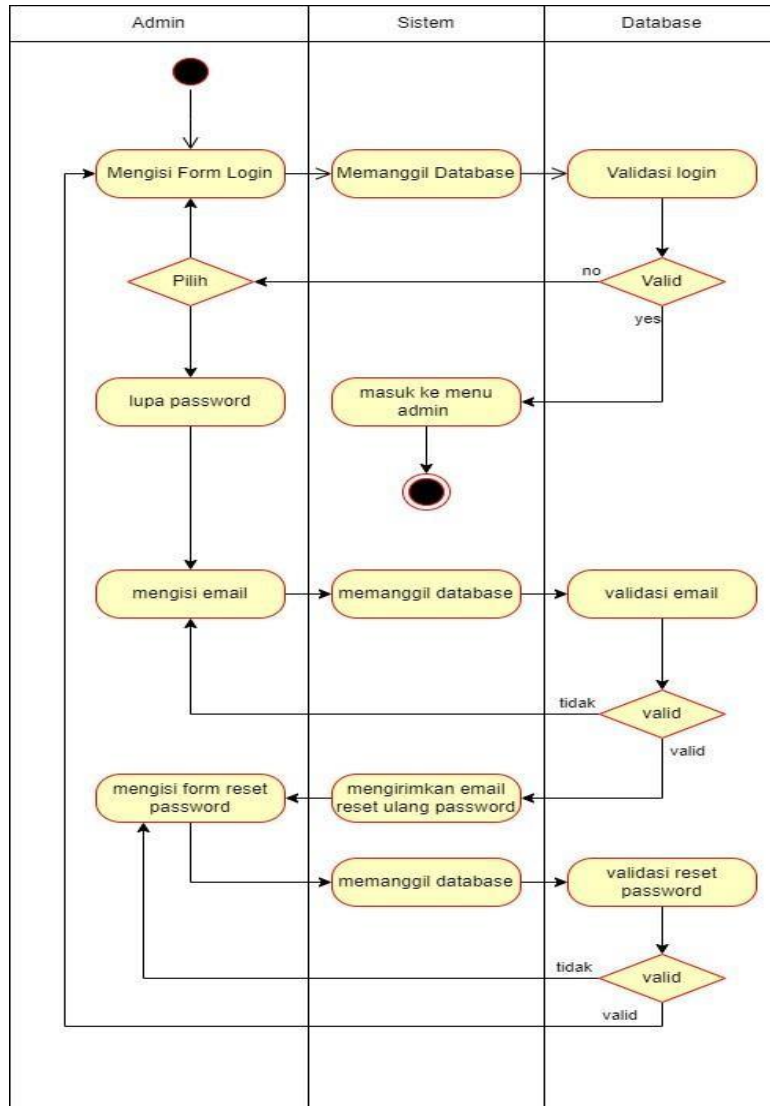 Admin
Sistem
Database
Mengisi Form Login
Memanggil Database
Validasi login
Pilih
no
Valid
yes
lupa password
masuk ke menu
admin
mengisi email
memanggil database
validasi email
tidak
valid
valid
mengisi form reset
password
mengirimkan email
reset ulang password
memanggil database
validasi reset
password
tidak
valid
valid